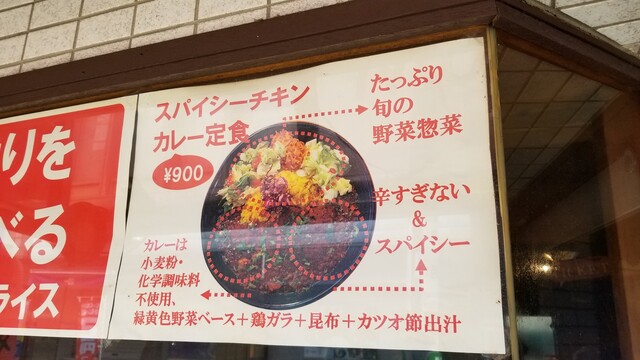 りを
べる
ライス
スパイシーチキン
カレー定食
¥900
たっぷり
旬の
野菜惣菜
辛すぎない
&
スパイシー
カレーは
小麦粉・
化学調味料
不使用、
緑黄色野菜ベース+鶏ガラ+昆布+カツオ節出汁